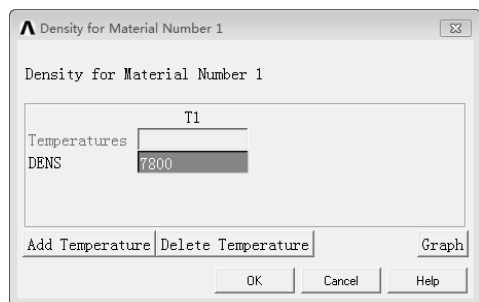 Density for Material Number 1
Density for Material Number 1
T1
Temperatures
DENS 7800
Add Temperature Delete Temperature Graph
OK Cancel Help